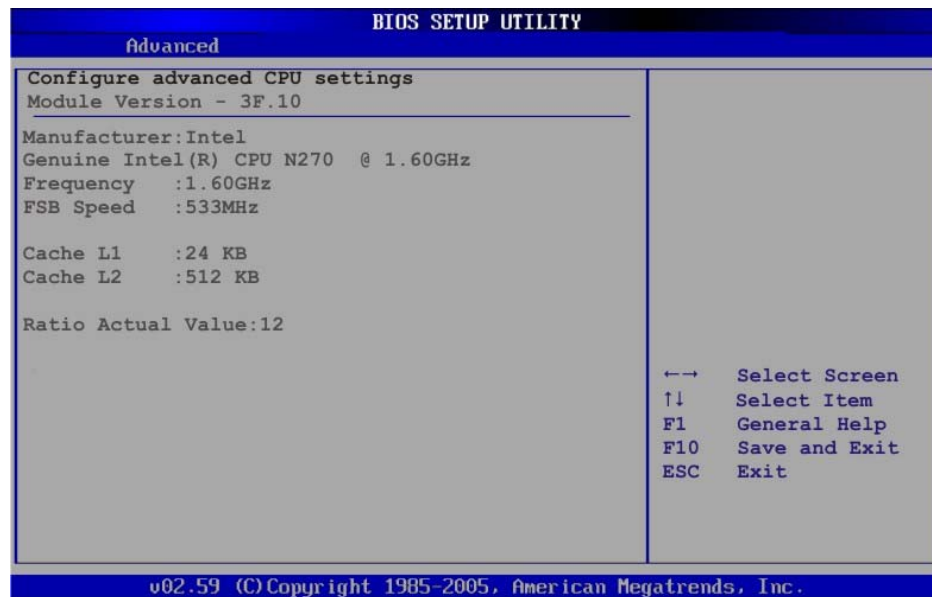 BIOS SETUP UTILITY
Advanced
Configure advanced CPU settings
Module Version - 3F.10
Manufacturer:Intel
Genuine Intel(R) CPU N270 @ 1.60GHz
Frequency :1.60GHz
FSB Speed :533MHz
Cache L1 :24 KB
Cache L2 :512 KB
Ratio Actual Value:12
←→ Select Screen
↑↓ Select Item
F1 General Help
F10 Save and Exit
ESC Exit
v02.59 (C)Copyright 1985-2005, American Megatrends, Inc.